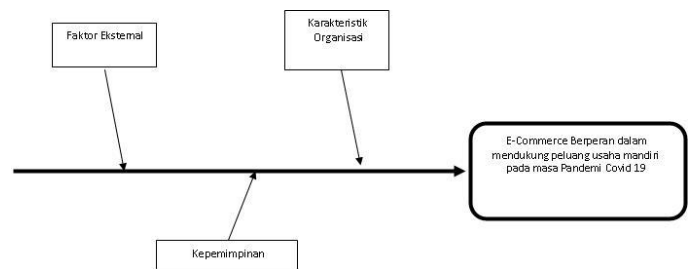 Faktor Eksternal
Karakteristik
Organisasi
E-Commerce Berperan dalam
mendukung peluang usaha mandiri
pada masa Pandemi Covid 19
Kepemimpinan